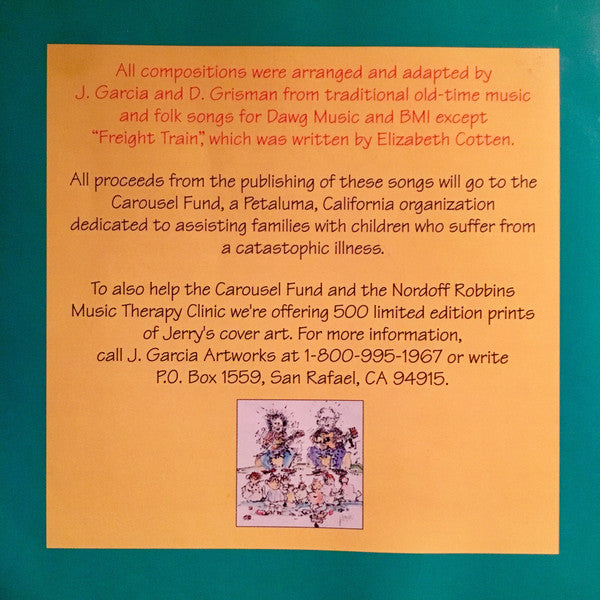 All compositions were arranged and adapted by
J. Garcia and D. Grisman from traditional old-time music
and folk songs for Dawg Music and BMI except
"Freight Train", which was written by Elizabeth Cotten.
All proceeds from the publishing of these songs will go to the
Carousel Fund, a Petaluma, California organization
dedicated to assisting families with children who suffer from
a catastophic illness.
To also help the Carousel Fund and the Nordoff Robbins
Music Therapy Clinic we're offering 500 limited edition prints
of Jerry's cover art. For more information,
call J. Garcia Artworks at 1-800-995-1967 or write
P.O. Box 1559, San Rafael, CA 94915.